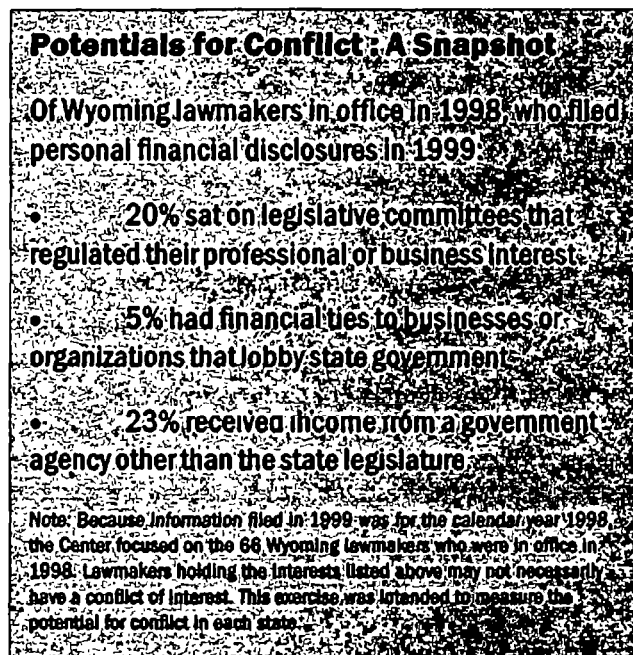 Potentials for Conflict : A Snapshot
Of Wyoming lawmakers in office in 1998, who filed
personal financial disclosures in 1999:
• 20% sat on legislative committees that
regulated their professional or business interest.
• 5% had financial ties to businesses or
organizations that lobby state government.
• 23% received income from a government
agency other than the state legislature.
Note: Because information filed in 1999 was for the calendar year 1998,
the Center focused on the 66 Wyoming lawmakers who were in office in
1998. Lawmakers holding the interests listed above may not necessarily
have a conflict of interest. This exercise was intended to measure the
potential for conflict in each state.